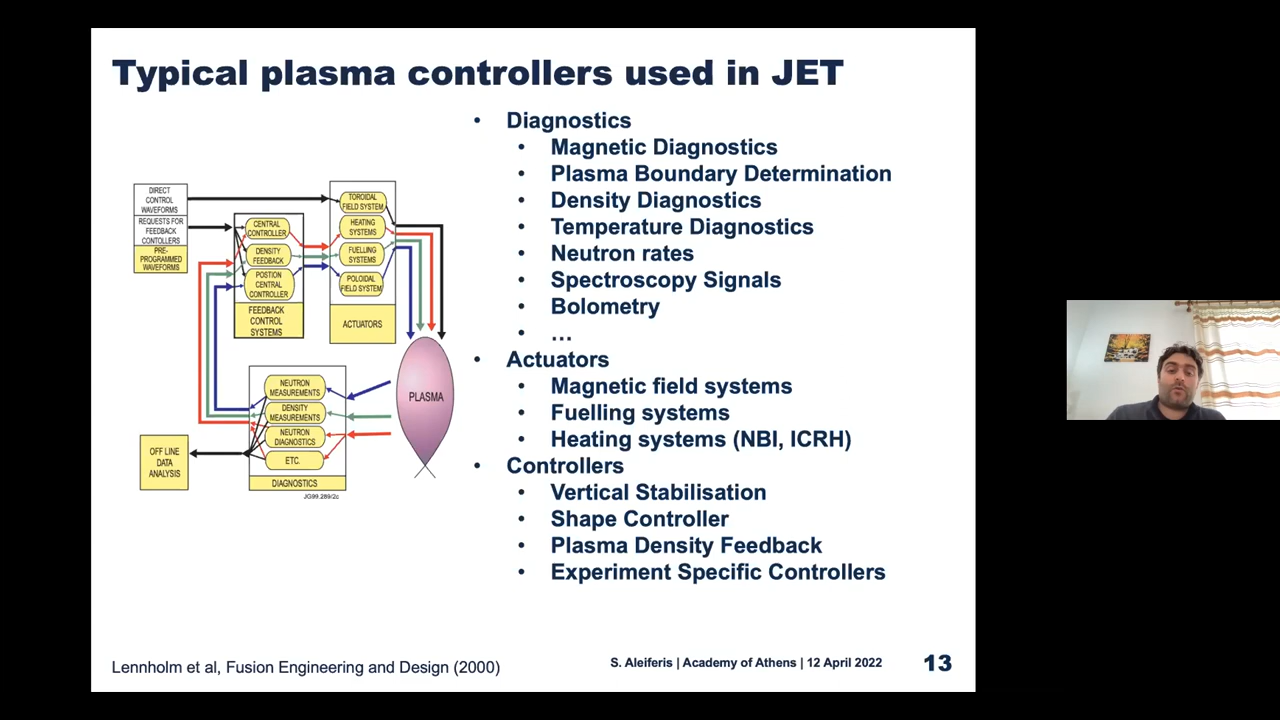 Typical plasma controllers used in JET
DIRECT
CONTROL
WAVEFORMS
REQUESTS FOR
FEEDBACK
CONTOLLERS
PRE-
PROGRAMMED
WAVEFORMS
CENTRAL
CONTROLLER
DENSITY
FEEDBACK
POSTION
CENTRAL
CONTROLLER
FEEDBACK
CONTROL
SYSTEMS
TOROIDAL
FIELD SYSTEM
HEATING
SYSTEMS
FUELLING
SYSTEMS
POLOIDAL
FIELD SYSTEM
ACTUATORS
PLASMA
NEUTRON
MEASUREMENTS
DENSITY
MEASUREMENTS
NEUTRON
DIAGNOSTICS
ETC.
DIAGNOSTICS
JG99.289/2c
OFF LINE
DATA
ANALYSIS
• Diagnostics
• Magnetic Diagnostics
• Plasma Boundary Determination
• Density Diagnostics
• Temperature Diagnostics
• Neutron rates
• Spectroscopy Signals
• Bolometry
• ...
• Actuators
• Magnetic field systems
• Fuelling systems
• Heating systems (NBI, ICRH)
• Controllers
• Vertical Stabilisation
• Shape Controller
• Plasma Density Feedback
• Experiment Specific Controllers
Lennholm et al, Fusion Engineering and Design (2000)
S. Aleiferis | Academy of Athens | 12 April 2022
13